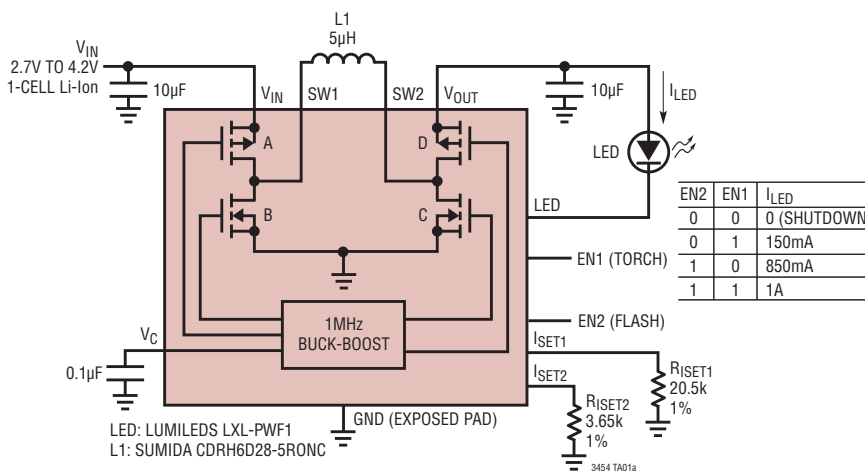 V_IN
2.7V TO 4.2V
1-CELL Li-Ion
10µF
V_IN
SW1
L1
5µH
SW2
V_OUT
10µF
I_LED
LED
A
B
D
C
LED
EN2 EN1 I_LED
0 0 0 (SHUTDOWN
0 1 150mA
1 0 850mA
1 1 1A
EN1 (TORCH)
EN2 (FLASH)
1MHz
BUCK-BOOST
V_C
0.1µF
I_SET1
I_SET2
R_ISET1
20.5k
1%
R_ISET2
3.65k
1%
GND (EXPOSED PAD)
LED: LUMILEDS LXL-PWF1
L1: SUMIDA CDRH6D28-5RONC
3454 TA01a